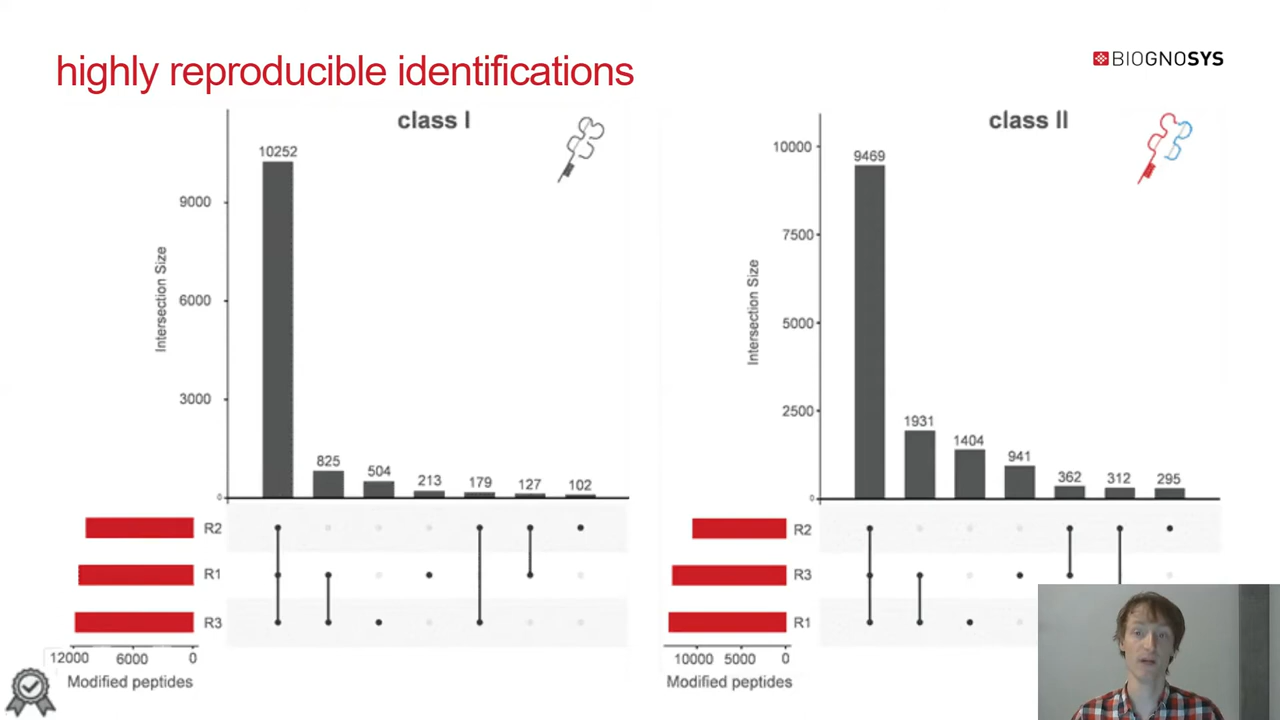 highly reproducible identifications
BIOGNOSYS
class I
10252
9000
6000
3000
0
Intersection Size
825
504
213
179
127
102
R2
R1
R3
12000 6000 0
Modified peptides
class II
10000
7500
5000
2500
0
Intersection Size
9469
1931
1404
941
362
312
295
R2
R3
R1
10000 5000 0
Modified peptides